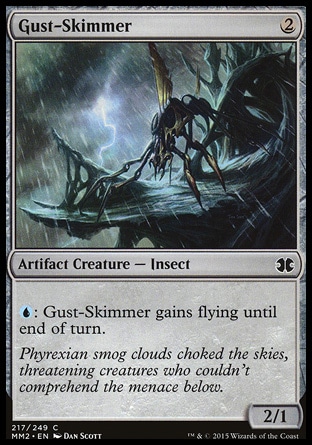 Gust-Skimmer 2
Artifact Creature — Insect
: Gust-Skimmer gains flying until
end of turn.
Phyrexian smog clouds choked the skies,
threatening creatures who couldn't
comprehend the menace below.
2/1
217/249 C
MM2 • EN Dan Scott
™ & © 2015 Wizards of the Coast